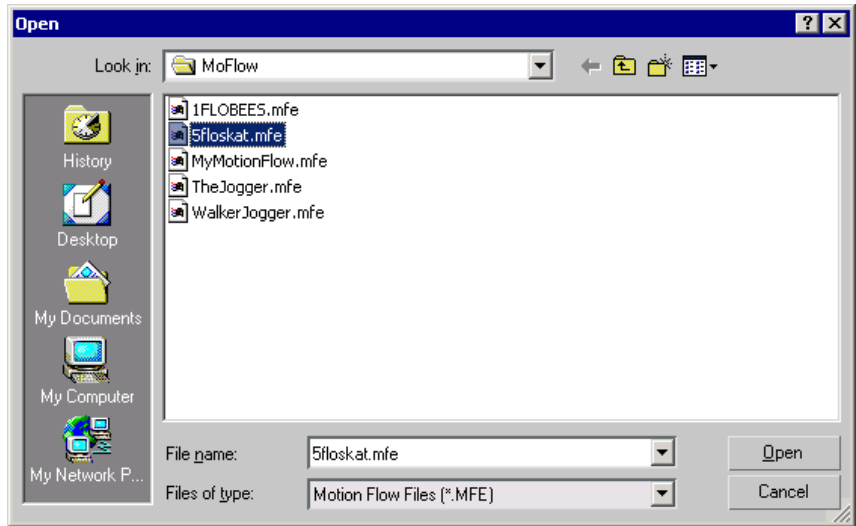 Open
Look in: MoFlow
History
Desktop
My Documents
My Computer
My Network P...
1FLOBEES.mfe
5floskat.mfe
MyMotionFlow.mfe
TheJogger.mfe
WalkerJogger.mfe
File name: 5floskat.mfe Open
Files of type: Motion Flow Files (*.MFE) Cancel